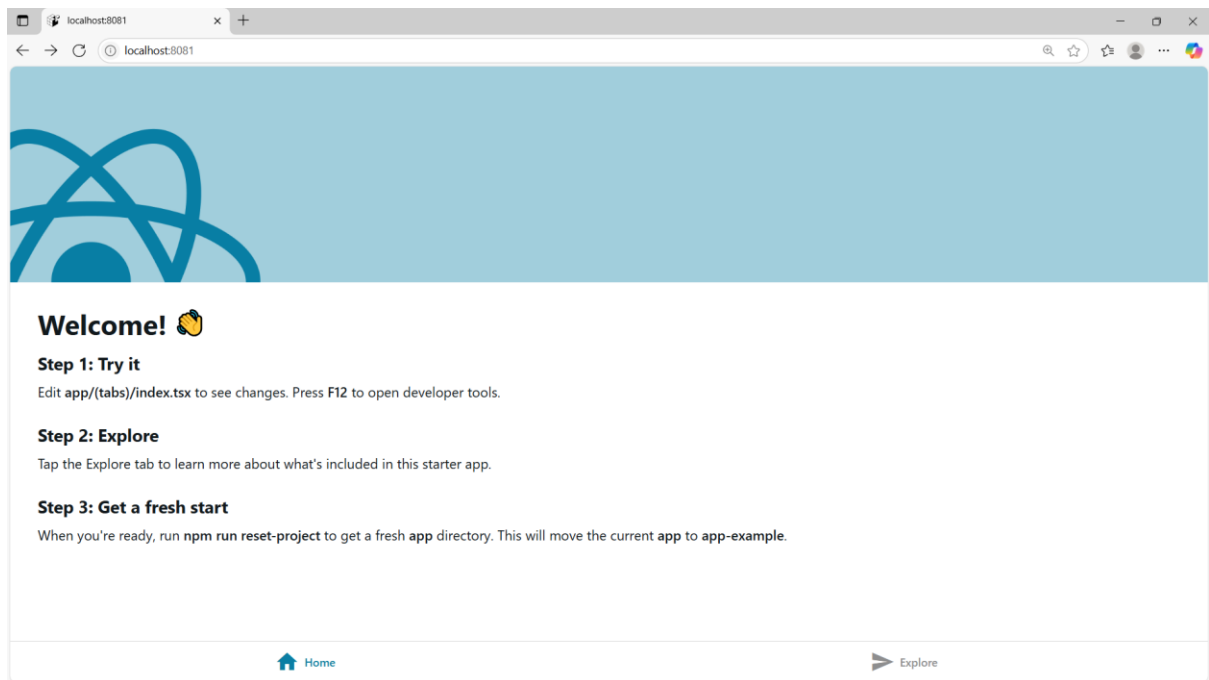 localhost:8081
localhost:8081
Welcome! 👋
Step 1: Try it
Edit app/(tabs)/index.tsx to see changes. Press F12 to open developer tools.
Step 2: Explore
Tap the Explore tab to learn more about what's included in this starter app.
Step 3: Get a fresh start
When you're ready, run npm run reset-project to get a fresh app directory. This will move the current app to app-example.
Home
Explore